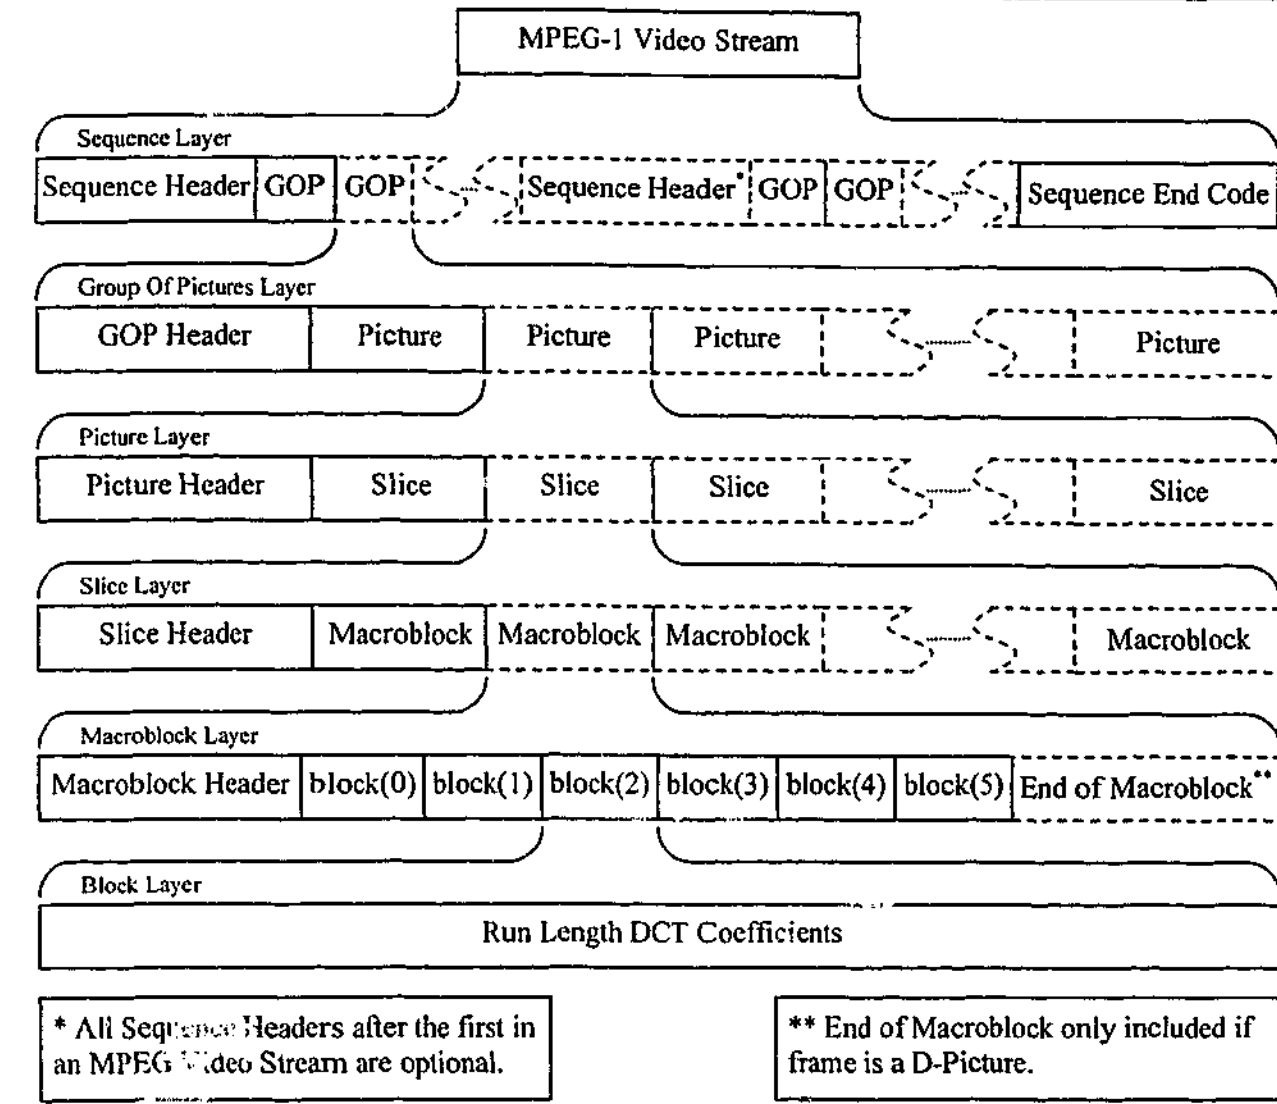 MPEG-1 Video Stream
Sequence Layer
Sequence Header GOP GOP Sequence Header* GOP GOP Sequence End Code
Group Of Pictures Layer
GOP Header Picture Picture Picture Picture
Picture Layer
Picture Header Slice Slice Slice Slice
Slice Layer
Slice Header Macroblock Macroblock Macroblock Macroblock
Macroblock Layer
Macroblock Header block(0) block(1) block(2) block(3) block(4) block(5) End of Macroblock**
Block Layer
Run Length DCT Coefficients
* All Sequence Headers after the first in
an MPEG Video Stream are optional.
** End of Macroblock only included if
frame is a D-Picture.